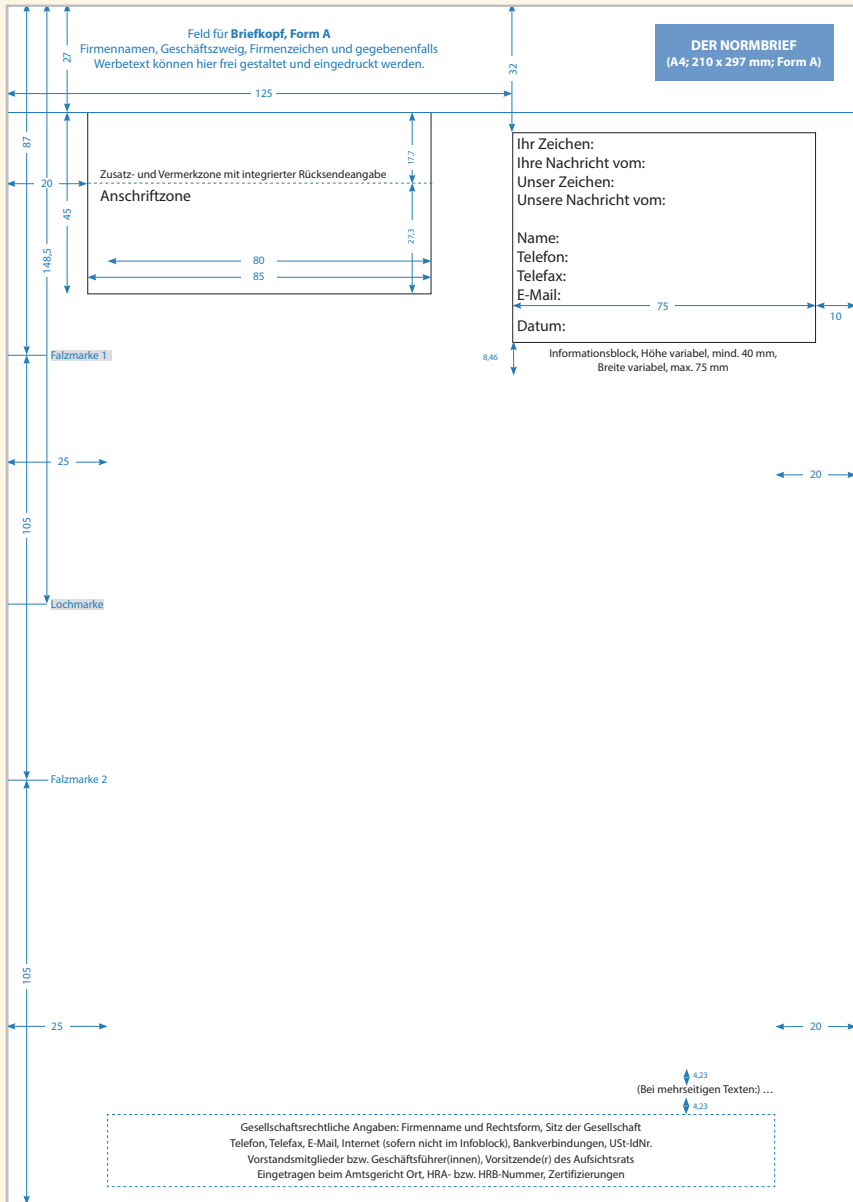 Feld für Briefkopf, Form A
Firmennamen, Geschäftszweig, Firmenzeichen und gegebenenfalls
Werbetext können hier frei gestaltet und eingedruckt werden.
DER NORMBRIEF
(A4; 210 x 297 mm; Form A)
27
32
125
87
Ihr Zeichen:
Ihre Nachricht vom:
Unser Zeichen:
Unsere Nachricht vom:
Name:
Telefon:
Telefax:
E-Mail:
Datum:
17,7
Zusatz- und Vermerkzone mit integrierter Rücksendeangabe
20
Anschriftzone
45
27,3
148,5
80
85
75
10
Falzmarke 1
8,46
Informationsblock, Höhe variabel, mind. 40 mm,
Breite variabel, max. 75 mm
25
20
105
Lochmarke
Falzmarke 2
105
25
20
4,23
(Bei mehrseitigen Texten:) …
4,23
Gesellschaftsrechtliche Angaben: Firmenname und Rechtsform, Sitz der Gesellschaft
Telefon, Telefax, E-Mail, Internet (sofern nicht im Infoblock), Bankverbindungen, USt-IdNr.
Vorstandsmitglieder bzw. Geschäftsführer(innen), Vorsitzende(r) des Aufsichtsrats
Eingetragen beim Amtsgericht Ort, HRA- bzw. HRB-Nummer, Zertifizierungen